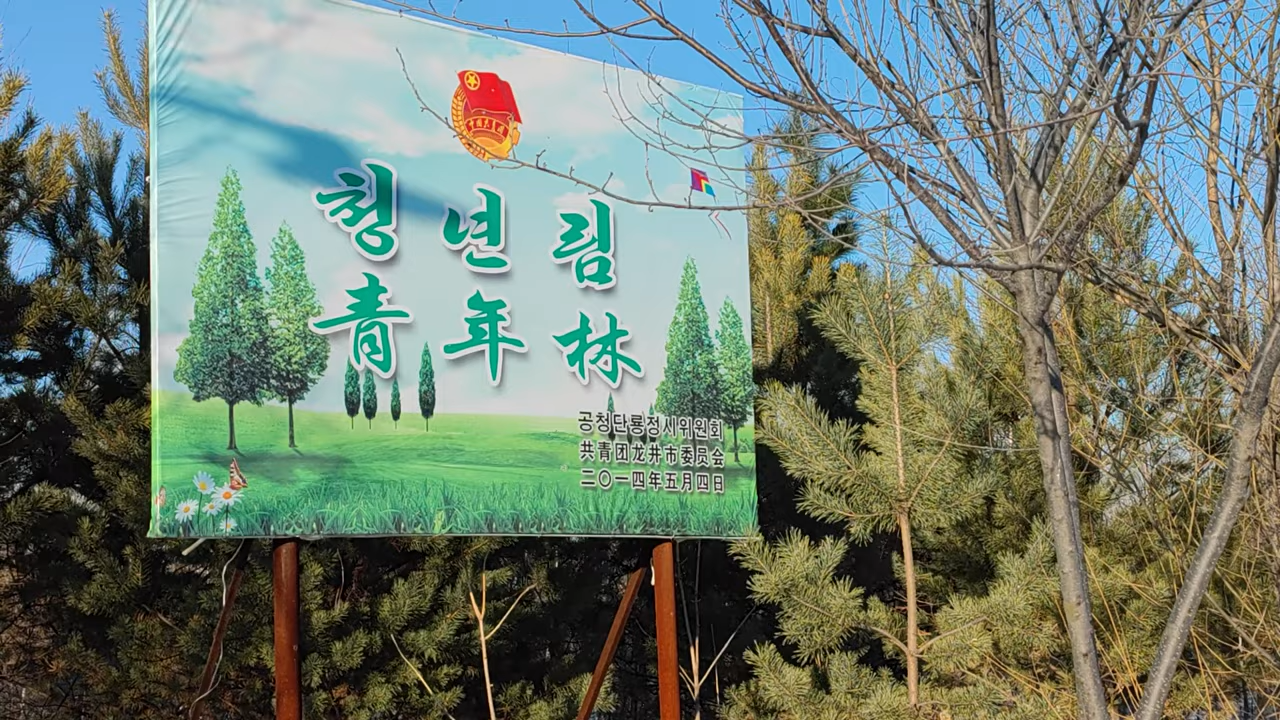 청년림
青年林
공청단룡정시위원회
共青团龙井市委员会
二〇一四年五月四日